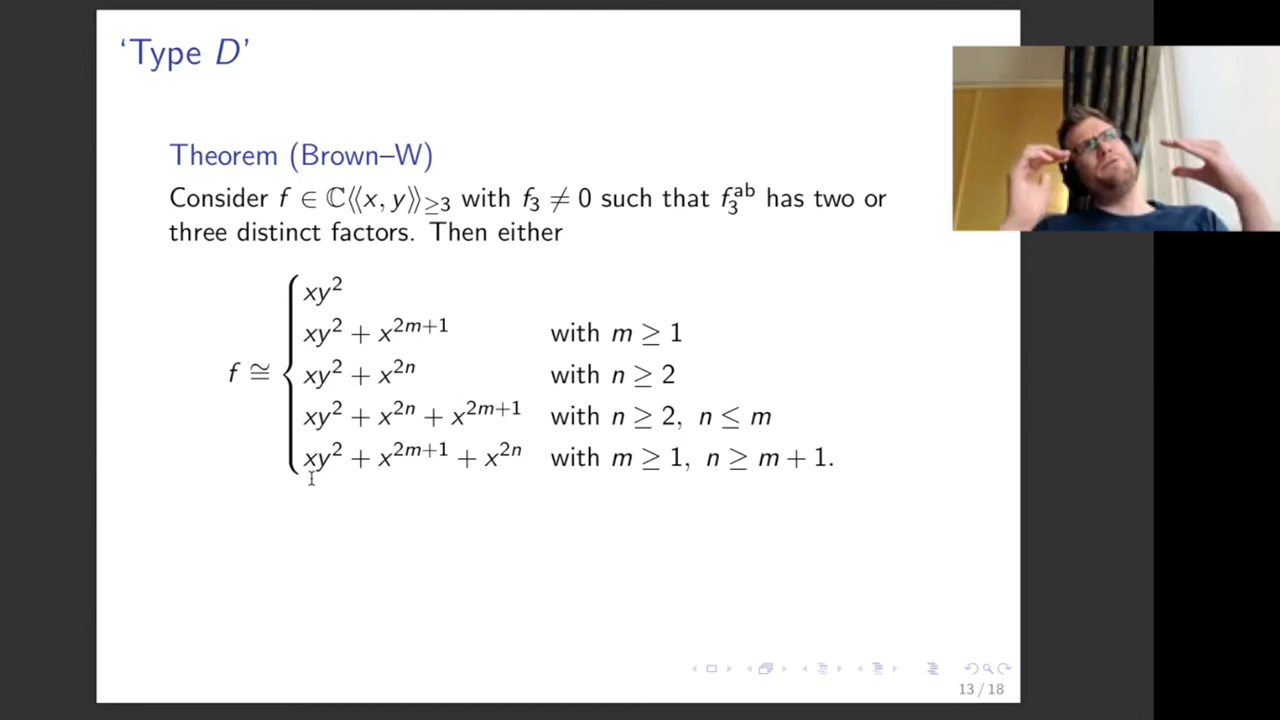 ‘Type D’
Theorem (Brown–W)
Consider f ∈ ℂ⟨⟨x, y⟩⟩≥3 with f₃ ≠ 0 such that f₃ᵃᵇ has two or
three distinct factors. Then either
xy²
xy² + x²ᵐ⁺¹ with m ≥ 1
f ≅ xy² + x²ⁿ with n ≥ 2
xy² + x²ⁿ + x²ᵐ⁺¹ with n ≥ 2, n ≤ m
xy² + x²ᵐ⁺¹ + x²ⁿ with m ≥ 1, n ≥ m + 1.
13 / 18